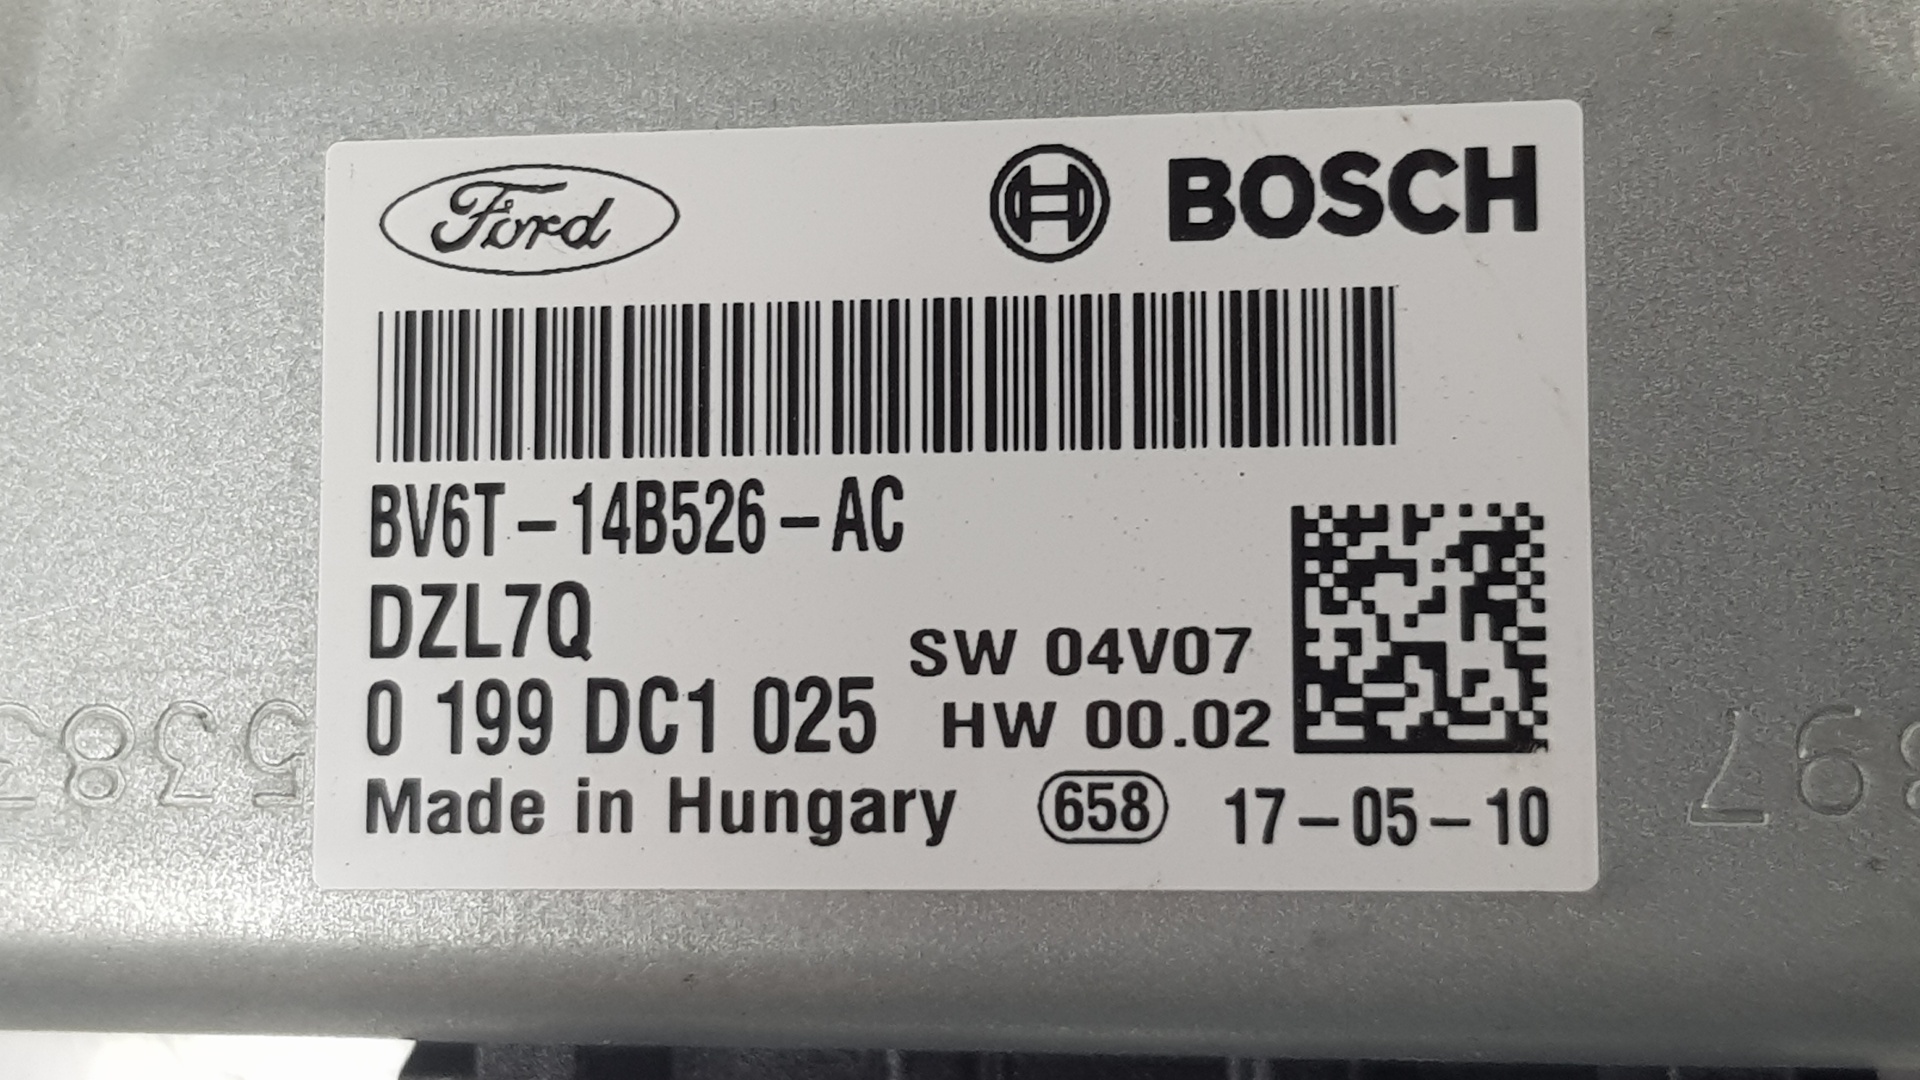 Ford BOSCH
BV6T-14B526-AC
DZL7Q
SW 04V07
0 199 DC1 025
HW 00.02
Made in Hungary 658 17-05-10